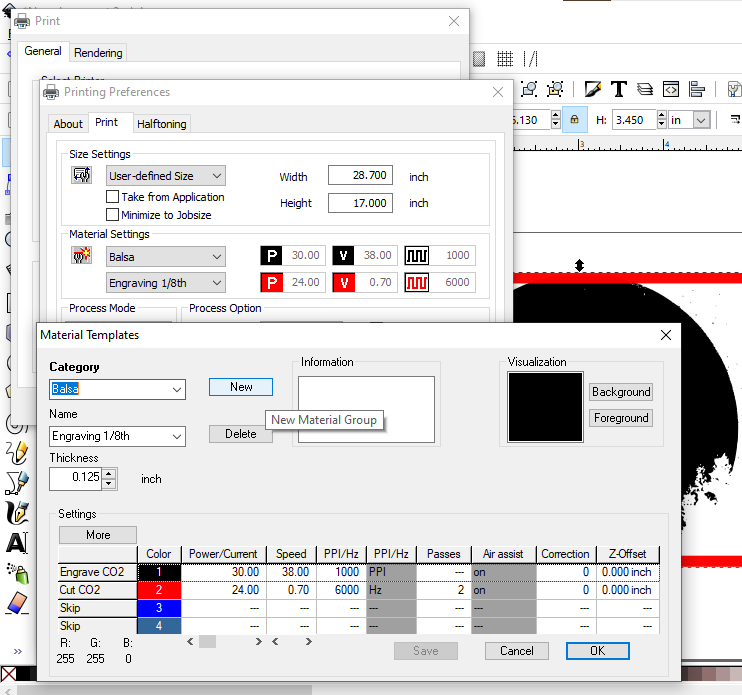 Print
General Rendering
Select Printer
Printing Preferences
About Print Halftoning
5.130 H: 3.450 in
3 4
Size Settings
User-defined Size Width 28.700 inch
Take from Application Height 17.000 inch
Minimize to Jobsize
Material Settings
Balsa P 30.00 V 38.00 1000
Engraving 1/8th P 24.00 V 0.70 6000
Process Mode Process Option
Material Templates
Category Information Visualization
Balsa New Background
Name New Material Group Foreground
Engraving 1/8th Delete
Thickness
0.125 inch
Settings
More
Color Power/Current Speed PPI/Hz PPI/Hz Passes Air assist Correction Z-Offset
Engrave CO2 1 30.00 38.00 1000 PPI --- on 0 0.000 inch
Cut CO2 2 24.00 0.70 6000 Hz 2 on 0 0.000 inch
Skip 3 --- --- --- --- --- --- --- ---
Skip 4 --- --- --- --- --- --- --- ---
R: G: B:
255 255 0
Save Cancel OK